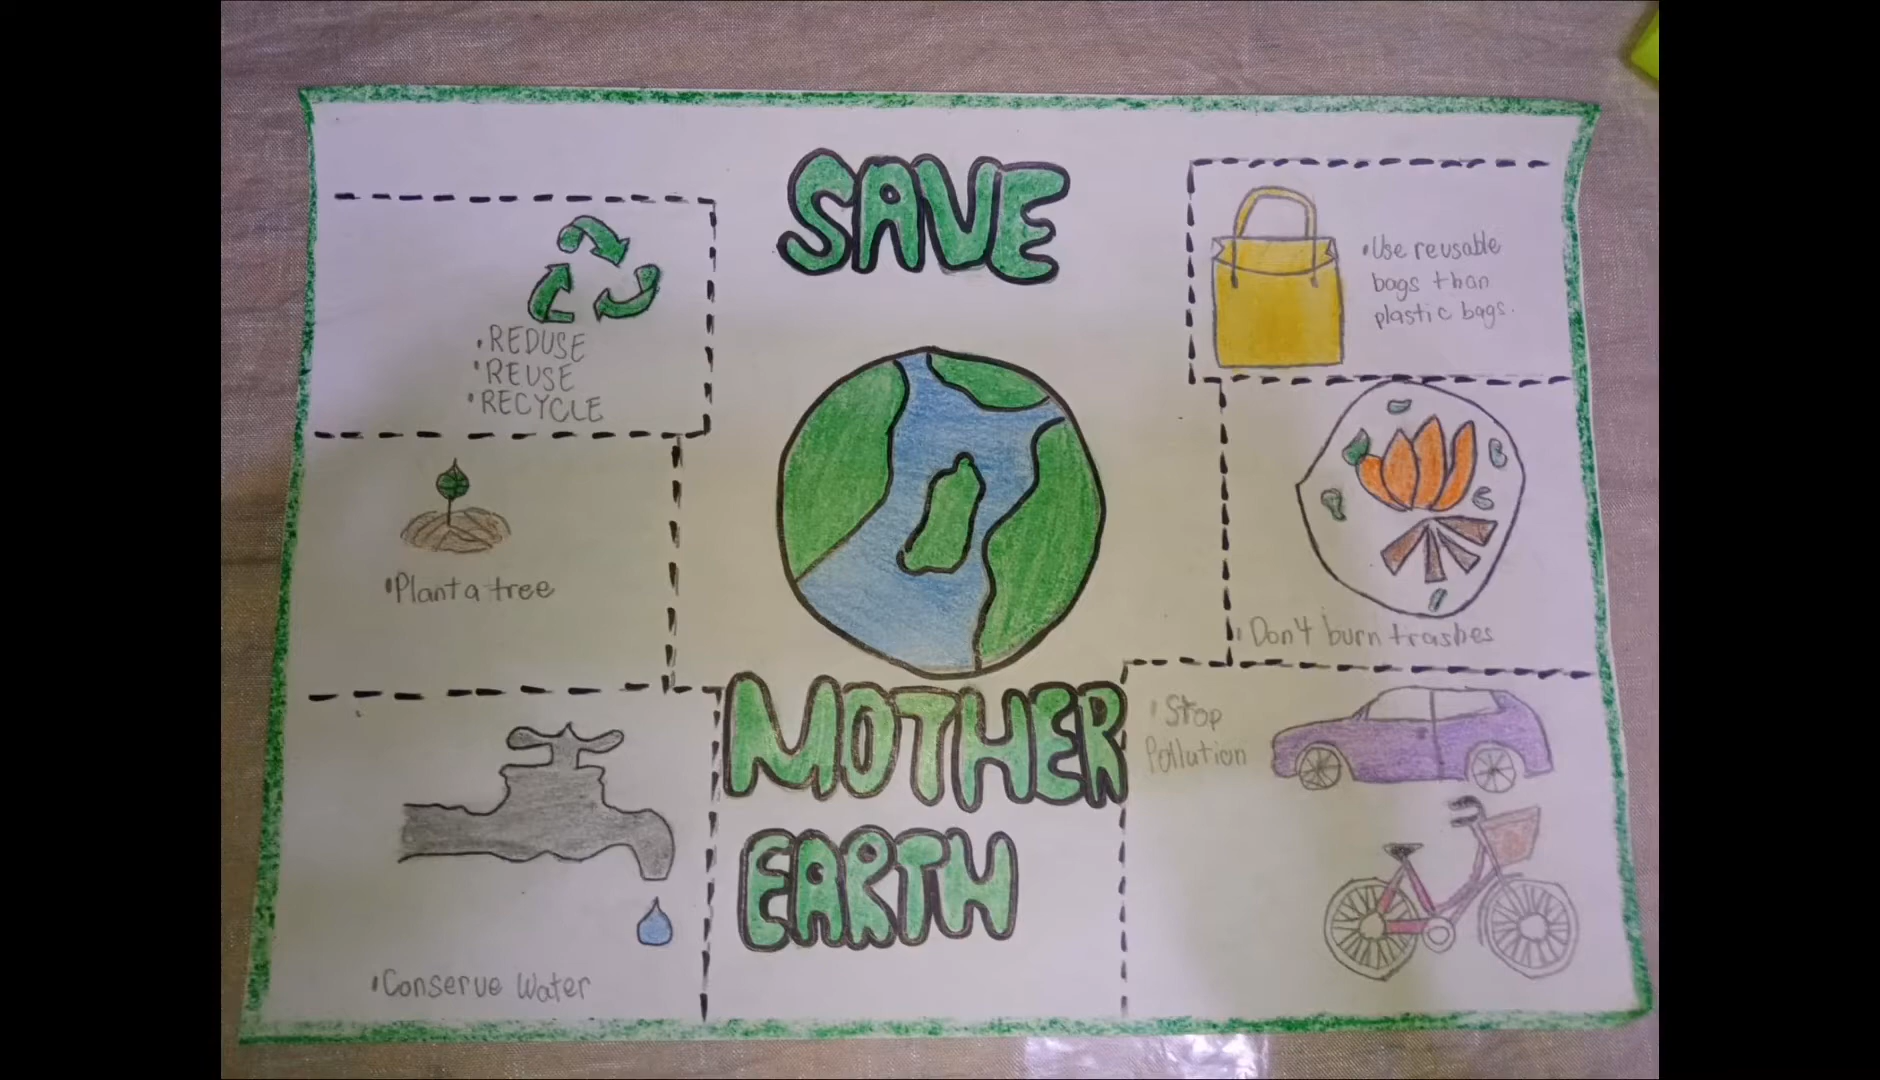 SAVE
MOTHER
EARTH
•REDUSE
•REUSE
•RECYCLE
•Plant a tree
•Conserve Water
•Use reusable
bags than
plastic bags.
•Don't burn trashes
•Stop
Pollution